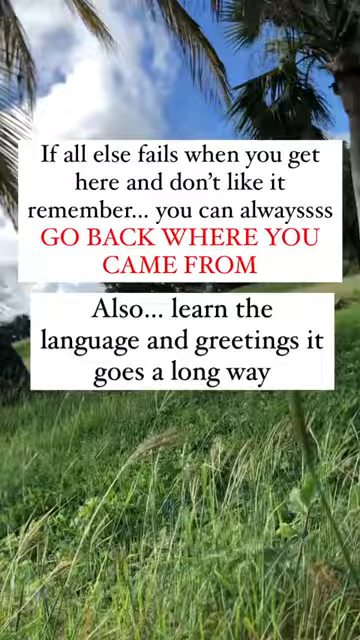 If all else fails when you get
here and don't like it
remember... you can alwayssss
GO BACK WHERE YOU
CAME FROM
Also... learn the
language and greetings it
goes a long way